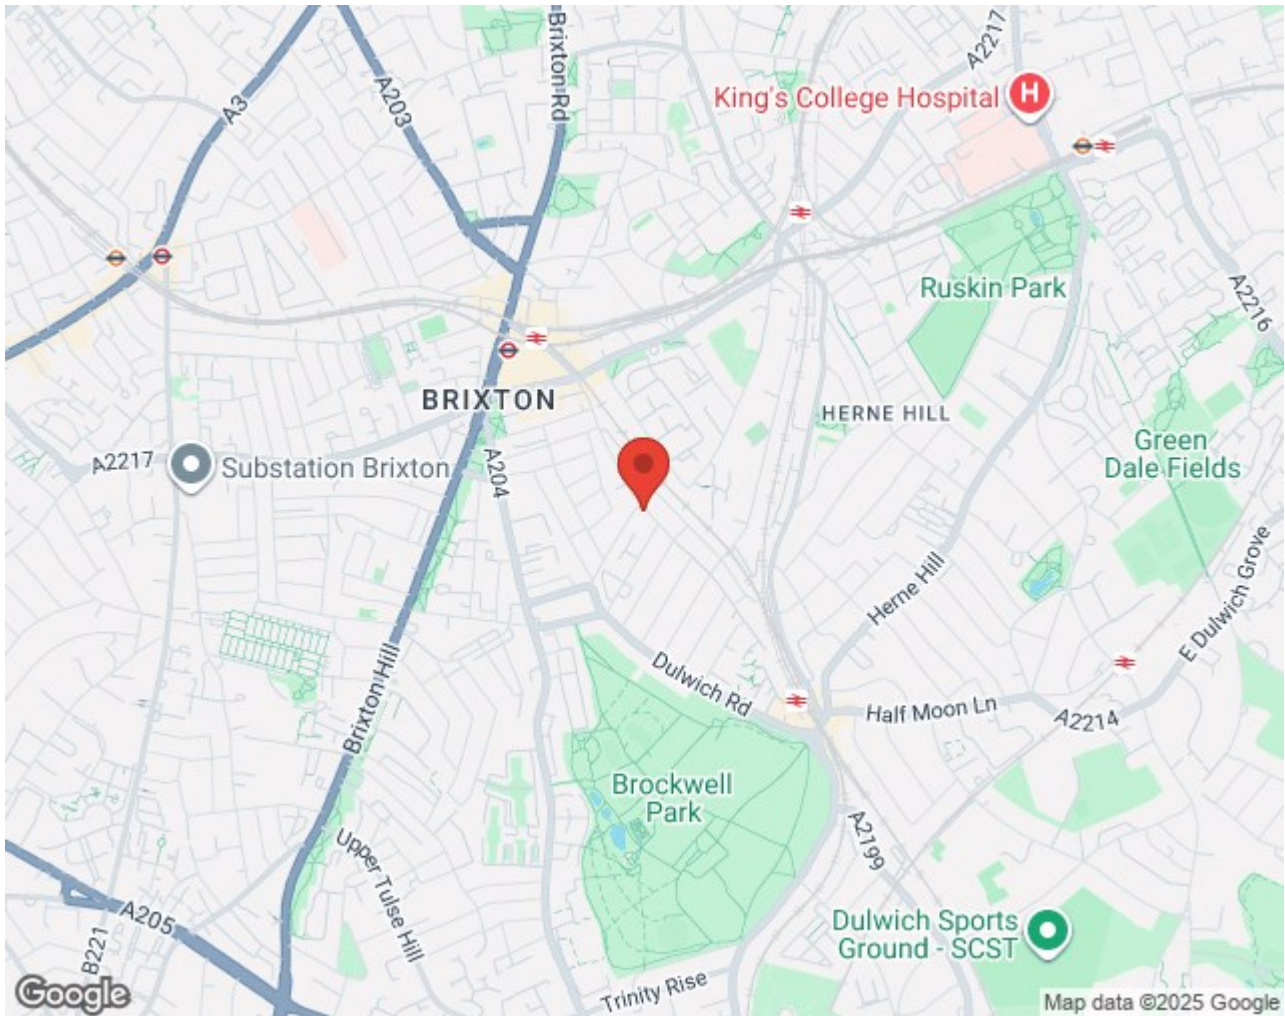 Brixton Rd
A2217
A3
A203
King's College Hospital
H
Ruskin Park
A2216
BRIXTON
HERNE HILL
Green
Dale Fields
A2217
Substation Brixton
A204
Herne Hill
E Dulwich Grove
Dulwich Rd
Brixton Hill
Half Moon Ln
A2214
Brockwell
Park
Upper Tulse Hill
A2199
A205
B221
Dulwich Sports
Ground - SCST
Trinity Rise
Google
Map data ©2025 Google